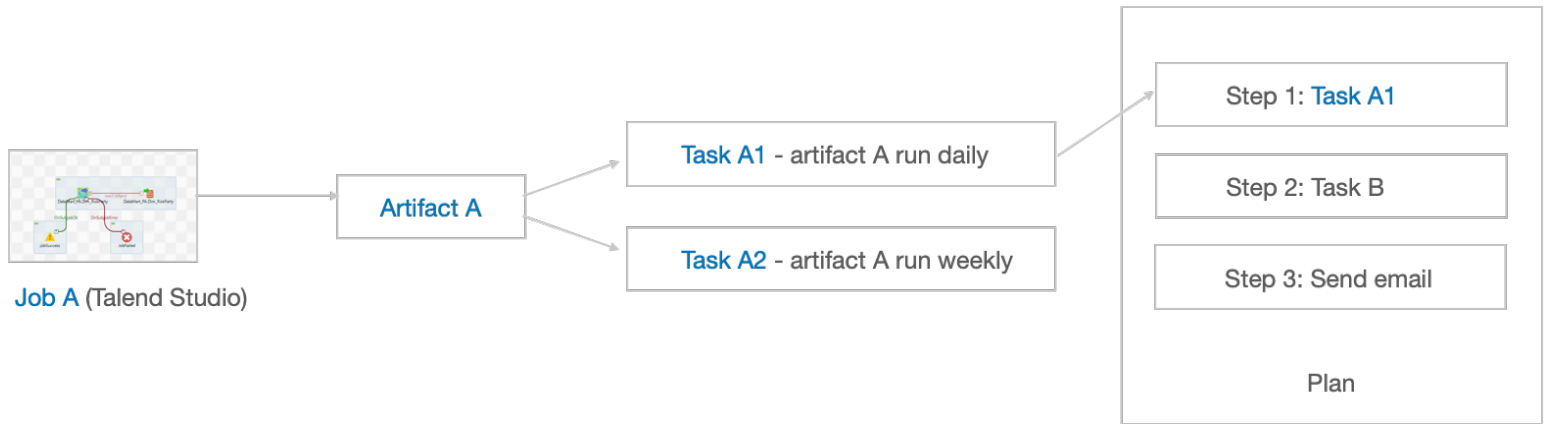 Job A (Talend Studio)
Artifact A
Task A1 - artifact A run daily
Task A2 - artifact A run weekly
Step 1: Task A1
Step 2: Task B
Step 3: Send email
Plan